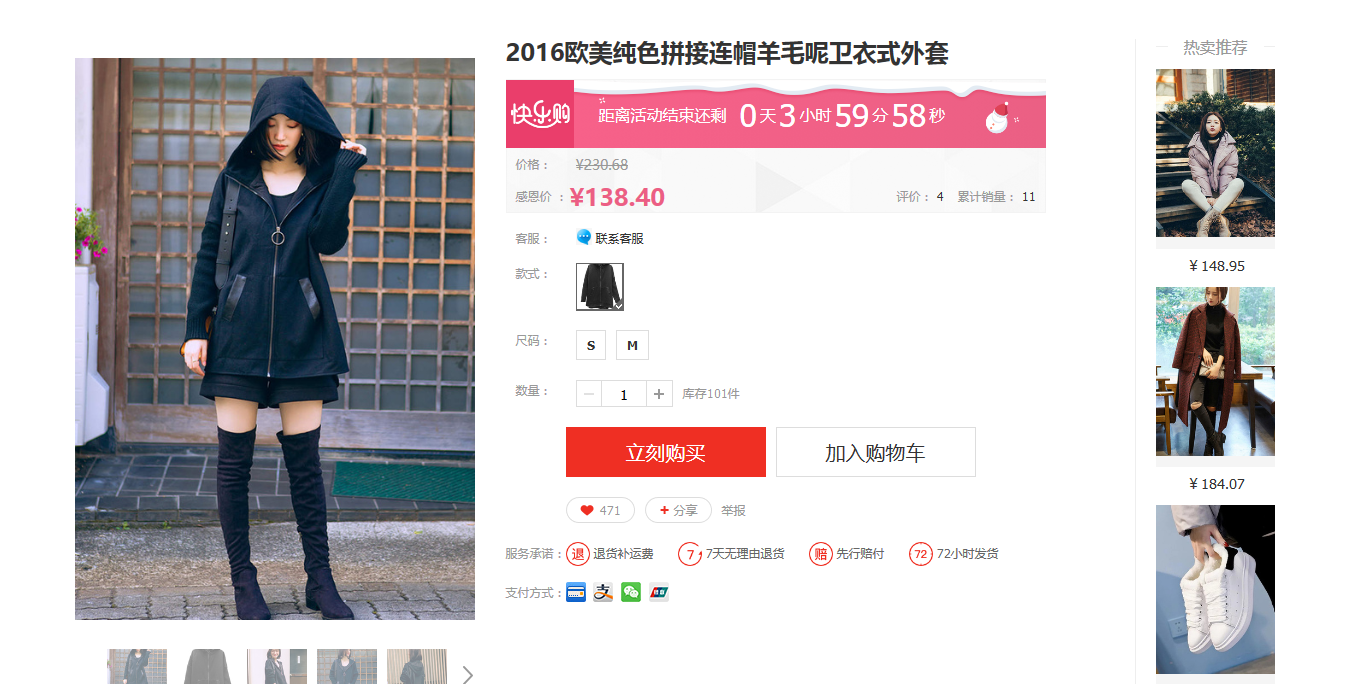 2016欧美纯色拼接连帽羊毛呢卫衣式外套
快乐购 距离活动结束还剩 0天3小时59分58秒
价格： ¥230.68
感恩价 ： ¥138.40 评价： 4 累计销量： 11
客服： 联系客服
款式：
尺码： S M
数量： － 1 + 库存101件
立刻购买 加入购物车
471 +分享 举报
服务承诺： 退 退货补运费 7 7天无理由退货 赔 先行赔付 72 72小时发货
支付方式： 支
热卖推荐
¥ 148.95
¥ 184.07